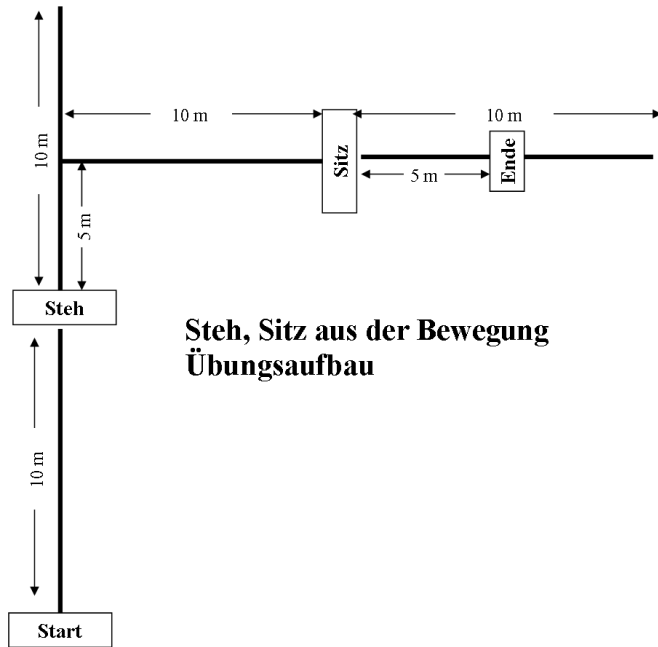 10 m
10 m
10 m
Sitz
Ende
5 m
5 m
Steh
Steh, Sitz aus der Bewegung
Übungsaufbau
10 m
Start